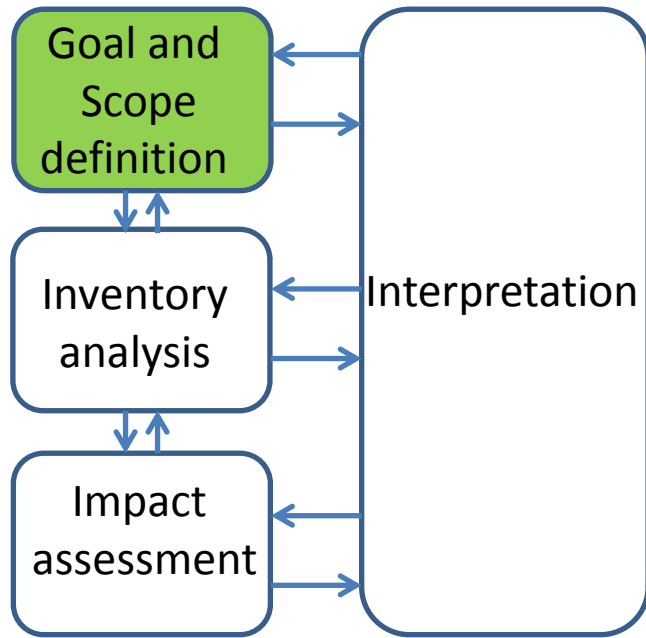 Goal and
Scope
definition
Inventory
analysis
Interpretation
Impact
assessment